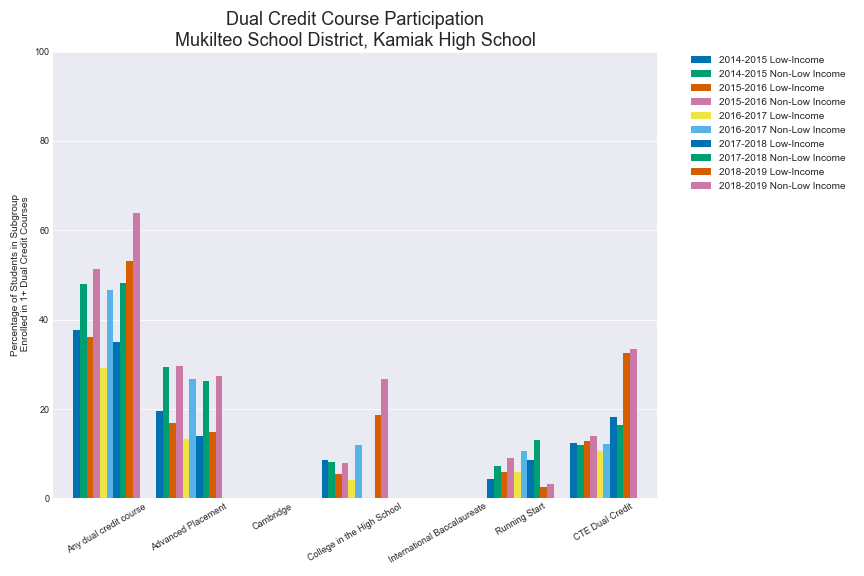 Dual Credit Course Participation
Mukilteo School District, Kamiak High School
Percentage of Students in Subgroup
Enrolled in 1+ Dual Credit Courses
100
80
60
40
20
0
Any dual credit course
Advanced Placement
Cambridge
College in the High School
International Baccalaureate
Running Start
CTE Dual Credit
2014-2015 Low-Income
2014-2015 Non-Low Income
2015-2016 Low-Income
2015-2016 Non-Low Income
2016-2017 Low-Income
2016-2017 Non-Low Income
2017-2018 Low-Income
2017-2018 Non-Low Income
2018-2019 Low-Income
2018-2019 Non-Low Income